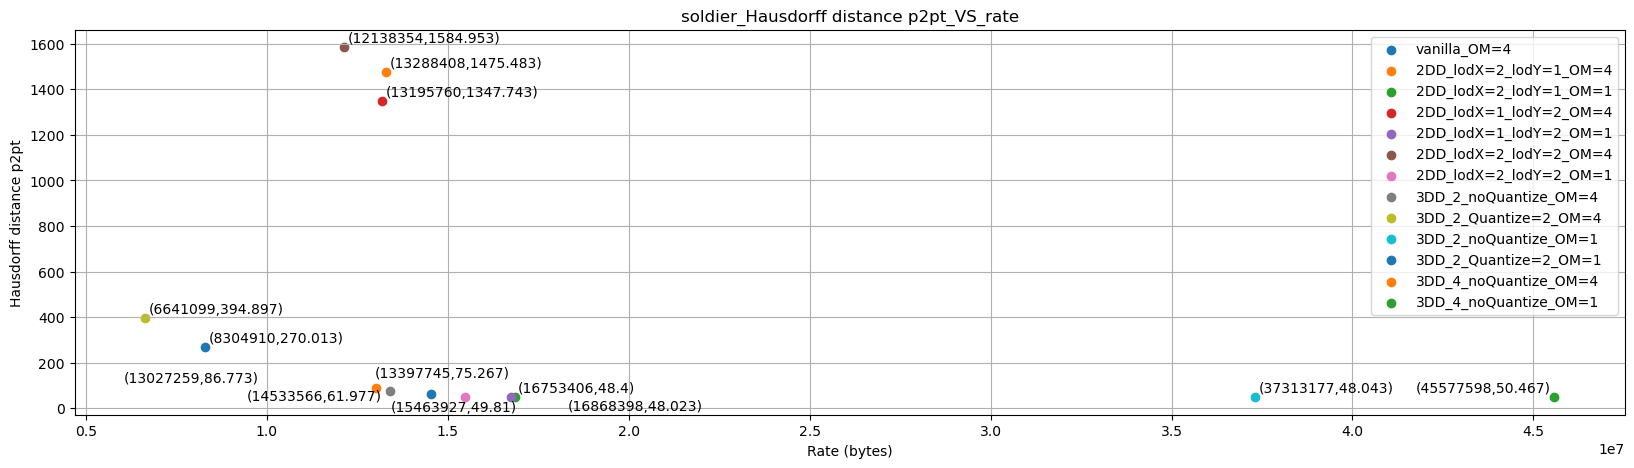 soldier_Hausdorff distance p2pt_VS_rate
Hausdorff distance p2pt
1600
1400
1200
1000
800
600
400
200
0
(12138354,1584.953)
(13288408,1475.483)
(13195760,1347.743)
(6641099,394.897)
(8304910,270.013)
(13027259,86.773)
(13397745,75.267)
(14533566,61.977)
(16753406,48.4)
(15463927,49.81)
(16868398,48.023)
(37313177,48.043)
(45577598,50.467)
vanilla_OM=4
2DD_lodX=2_lodY=1_OM=4
2DD_lodX=2_lodY=1_OM=1
2DD_lodX=1_lodY=2_OM=4
2DD_lodX=1_lodY=2_OM=1
2DD_lodX=2_lodY=2_OM=4
2DD_lodX=2_lodY=2_OM=1
3DD_2_noQuantize_OM=4
3DD_2_Quantize=2_OM=4
3DD_2_noQuantize_OM=1
3DD_2_Quantize=2_OM=1
3DD_4_noQuantize_OM=4
3DD_4_noQuantize_OM=1
0.5 1.0 1.5 2.0 2.5 3.0 3.5 4.0 4.5
1e7
Rate (bytes)